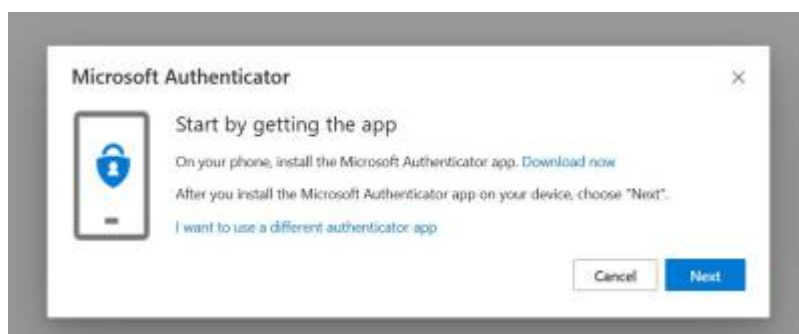 Microsoft Authenticator
Start by getting the app
On your phone, install the Microsoft Authenticator app. Download now
After you install the Microsoft Authenticator app on your device, choose "Next".
I want to use a different authenticator app
Cancel
Next